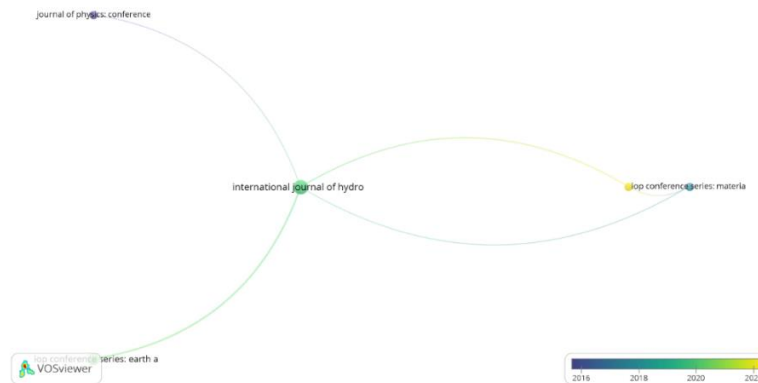 journal of physics: conference
international journal of hydro
iop conference series: materia
iop conference series: earth a
VOSviewer
2016
2018
2020